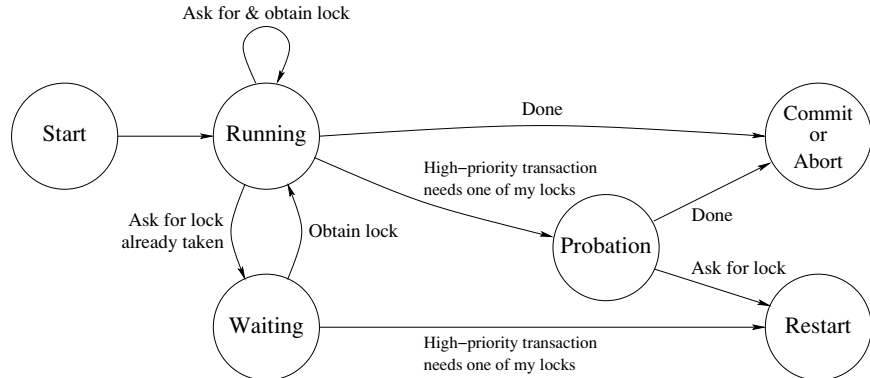 Ask for & obtain lock
Start
Running
Done
Commit
or
Abort
High−priority transaction
needs one of my locks
Ask for lock
already taken
Obtain lock
Probation
Done
Ask for lock
Waiting
High−priority transaction
needs one of my locks
Restart